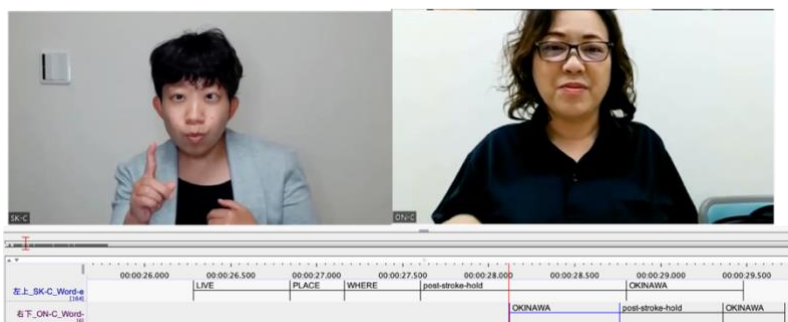 SK-C
ON-C
00:00:26.000 00:00:26.500 00:00:27.000 00:00:27.500 00:00:28.000 00:00:28.500 00:00:29.000 00:00:29.500
左上_SK-C_Word-e LIVE PLACE WHERE post-stroke-hold OKINAWA
[164]
右下_ON-C_Word- OKINAWA post-stroke-hold OKINAWA